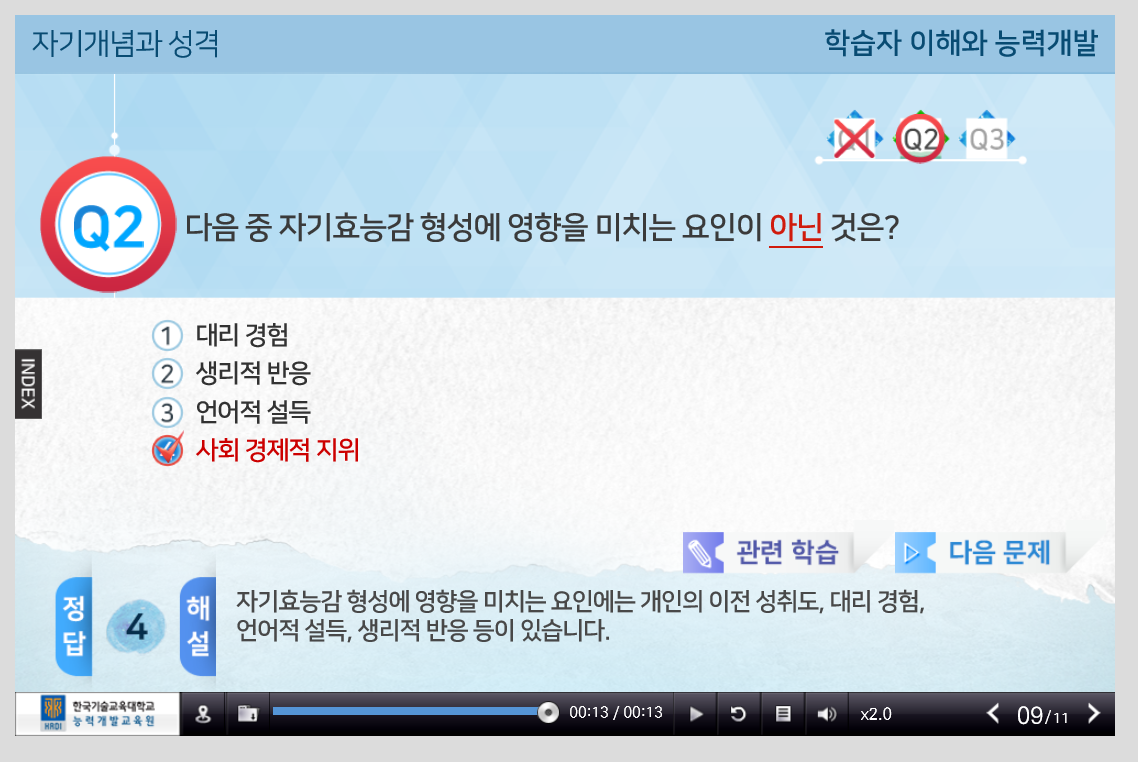 자기개념과 성격
학습자 이해와 능력개발
Q1 Q2 Q3
Q2 다음 중 자기효능감 형성에 영향을 미치는 요인이 아닌 것은?
1 대리 경험
2 생리적 반응
3 언어적 설득
사회 경제적 지위
INDEX
관련 학습
다음 문제
정답
4
해설
자기효능감 형성에 영향을 미치는 요인에는 개인의 이전 성취도, 대리 경험,
언어적 설득, 생리적 반응 등이 있습니다.
HRDI
한국기술교육대학교
능력개발교육원
00:13 / 00:13
x2.0
09/11